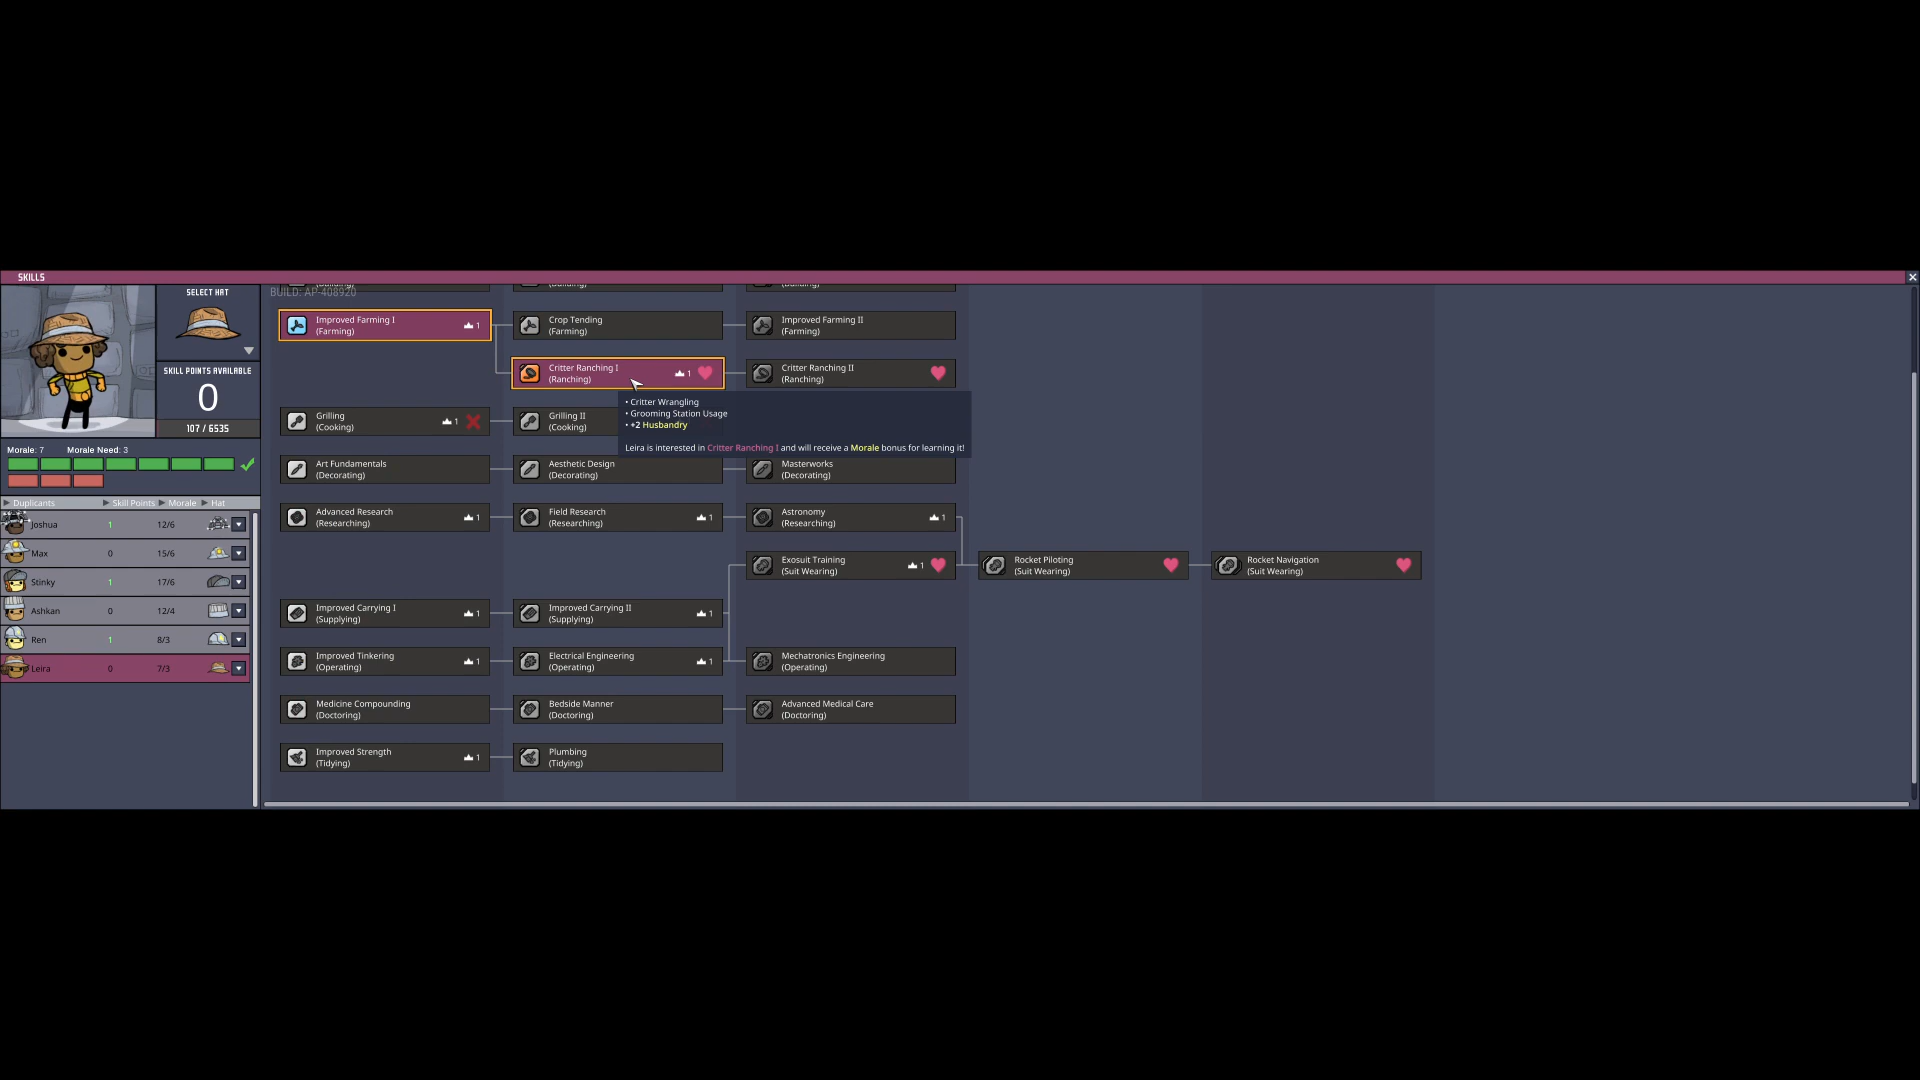 SKILLS
BUILD: AP-408920
SELECT HAT
SKILL POINTS AVAILABLE
0
107 / 6535
Morale: 7 Morale Need: 3
Duplicants Skill Points Morale Hat
Joshua 1 12/6
Max 0 15/6
Stinky 1 17/6
Ashkan 0 12/4
Ren 1 8/3
Leira 0 7/3
Improved Farming I
(Farming)
1
Crop Tending
(Farming)
Improved Farming II
(Farming)
Critter Ranching I
(Ranching)
1
Critter Ranching II
(Ranching)
• Critter Wrangling
• Grooming Station Usage
• +2 Husbandry
Leira is interested in Critter Ranching I and will receive a Morale bonus for learning it!
Grilling
(Cooking)
1
Grilling II
(Cooking)
Art Fundamentals
(Decorating)
Aesthetic Design
(Decorating)
Masterworks
(Decorating)
Advanced Research
(Researching)
1
Field Research
(Researching)
1
Astronomy
(Researching)
1
Exosuit Training
(Suit Wearing)
1
Rocket Piloting
(Suit Wearing)
Rocket Navigation
(Suit Wearing)
Improved Carrying I
(Supplying)
1
Improved Carrying II
(Supplying)
1
Improved Tinkering
(Operating)
1
Electrical Engineering
(Operating)
1
Mechatronics Engineering
(Operating)
Medicine Compounding
(Doctoring)
Bedside Manner
(Doctoring)
Advanced Medical Care
(Doctoring)
Improved Strength
(Tidying)
1
Plumbing
(Tidying)